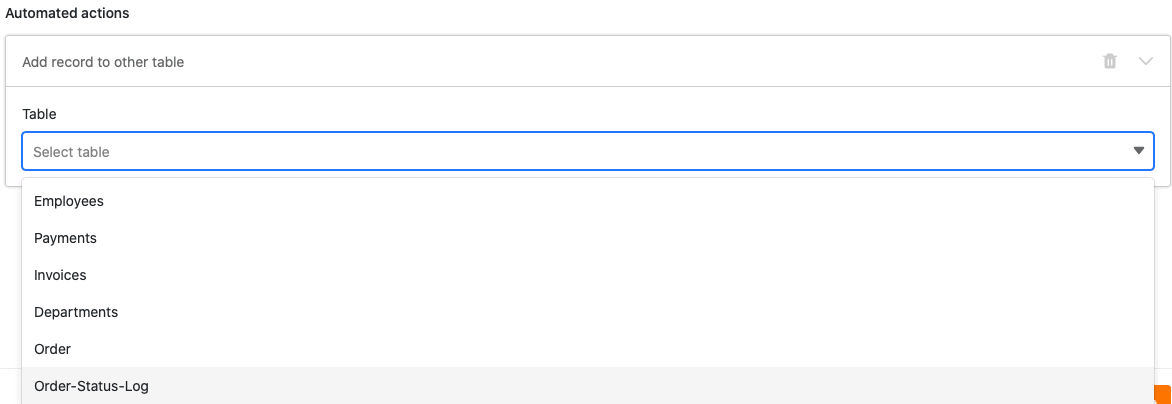 Automated actions
Add record to other table
Table
Select table
Employees
Payments
Invoices
Departments
Order
Order-Status-Log